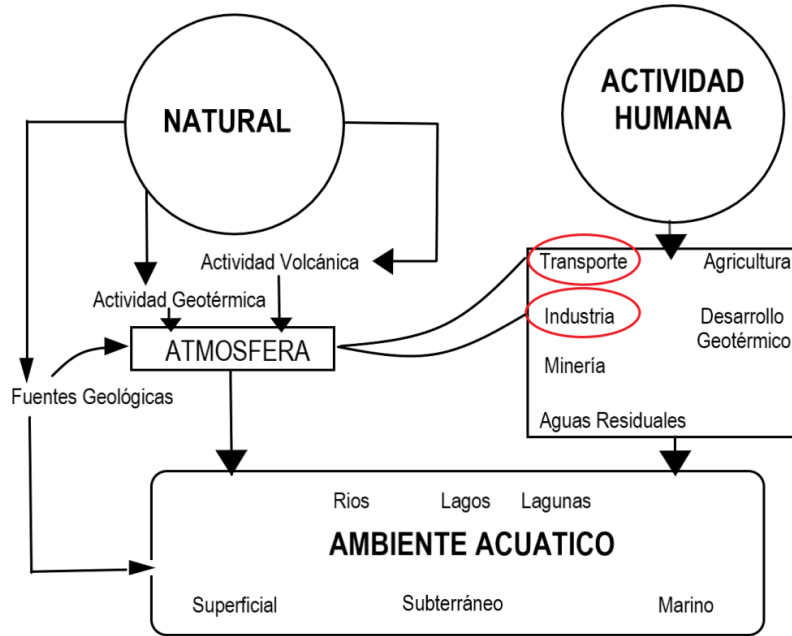 NATURAL
ACTIVIDAD
HUMANA
Actividad Volcánica
Actividad Geotérmica
ATMOSFERA
Fuentes Geológicas
Transporte
Agricultura
Industria
Desarrollo
Geotérmico
Minería
Aguas Residuales
Rios
Lagos
Lagunas
AMBIENTE ACUATICO
Superficial
Subterráneo
Marino